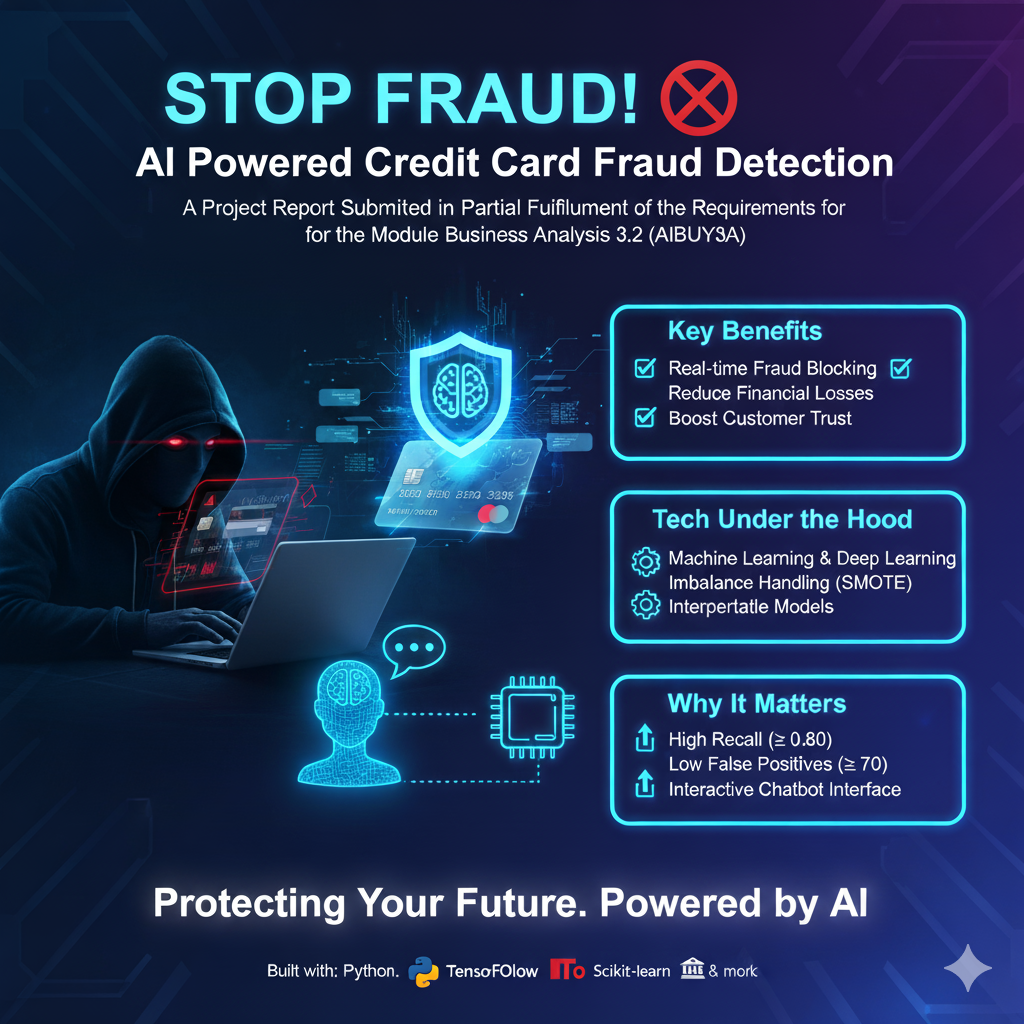 STOP FRAUD!
AI Powered Credit Card Fraud Detection
A Project Report Submited in Partial Fuifilument of the Requirements for
for the Module Business Analysis 3.2 (AIBUY3A)
Key Benefits
Real-time Fraud Blocking
Reduce Financial Losses
Boost Customer Trust
Tech Under the Hood
Machine Learning & Deep Learning
Imbalance Handling (SMOTE)
Interpertatle Models
Why It Matters
High Recall (≥ 0.80)
Low False Positives (≥ 70)
Interactive Chatbot Interface
Protecting Your Future. Powered by AI
Built with: Python. TensoFOlow ITo Scikit-learn & mork